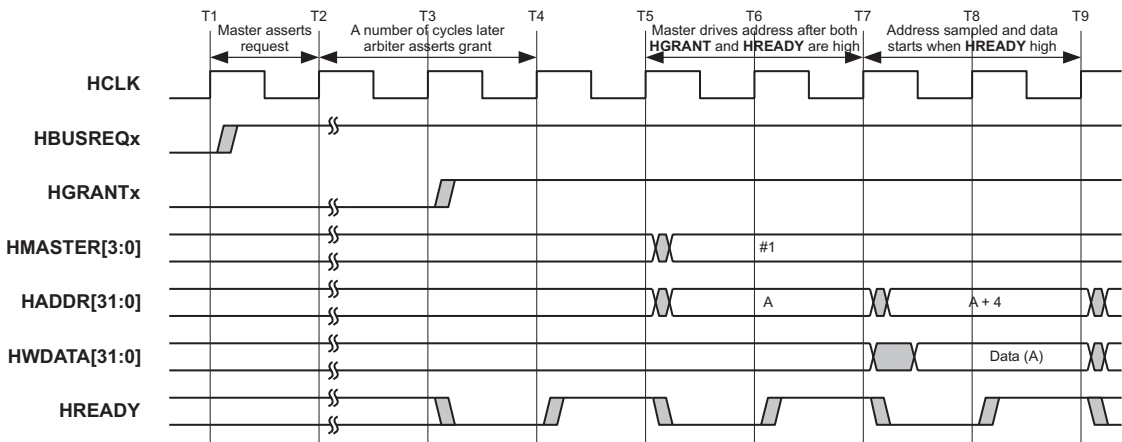 T1 T2 T3 T4 T5 T6 T7 T8 T9
Master asserts
request
A number of cycles later
arbiter asserts grant
Master drives address after both
HGRANT and HREADY are high
Address sampled and data
starts when HREADY high
HCLK
HBUSREQx
HGRANTx
HMASTER[3:0] #1
HADDR[31:0] A A + 4
HWDATA[31:0] Data (A)
HREADY